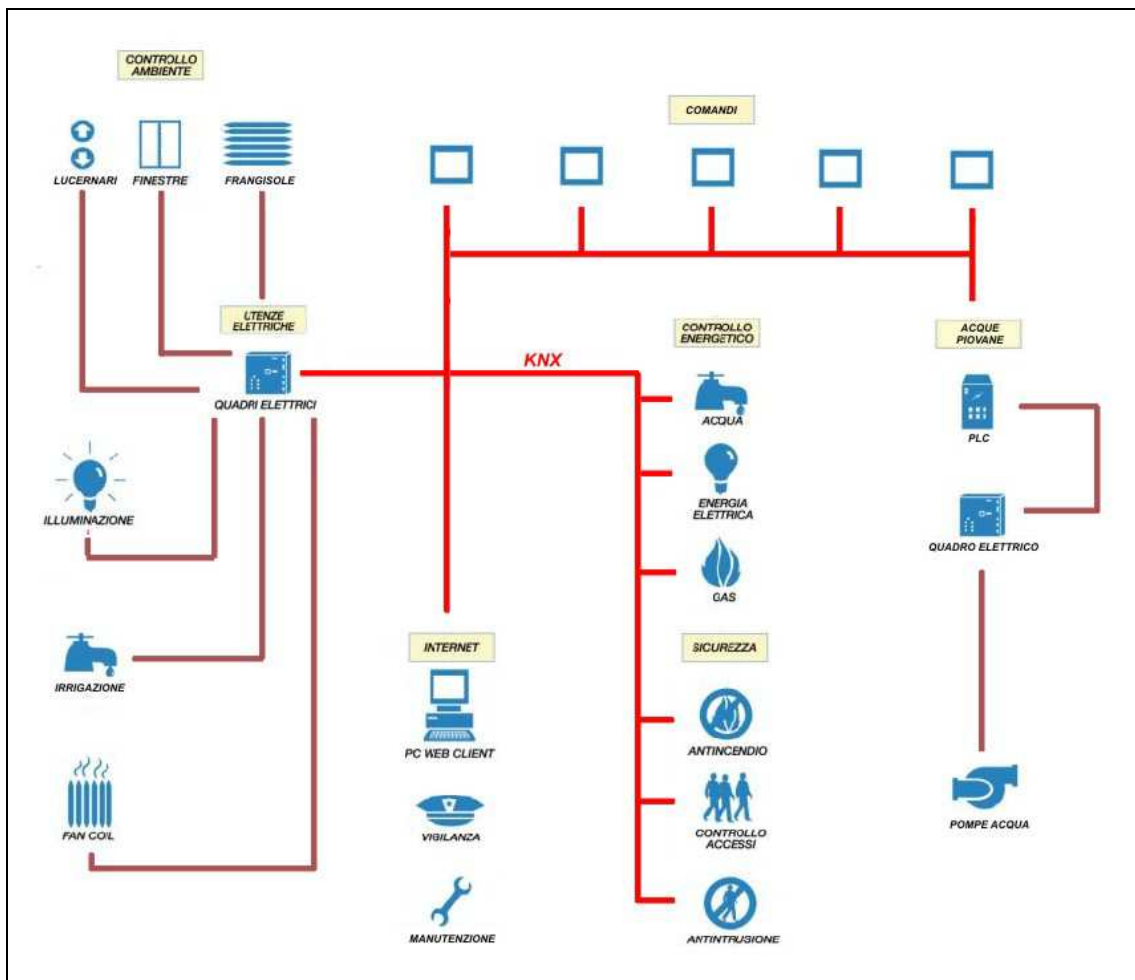 CONTROLLO
AMBIENTE
LUCERNARI
FINESTRE
FRANGISOLE
COMANDI
UTENZE
ELETTRICHE
QUADRI ELETTRICI
KNX
CONTROLLO
ENERGETICO
ACQUA
ENERGIA
ELETTRICA
GAS
ACQUE
PIOVANE
PLC
QUADRO ELETTRICO
POMPE ACQUA
ILLUMINAZIONE
IRRIGAZIONE
FAN COIL
INTERNET
PC WEB CLIENT
VIGILANZA
MANUTENZIONE
SICUREZZA
ANTINCENDIO
CONTROLLO
ACCESSI
ANTINTRUSIONE